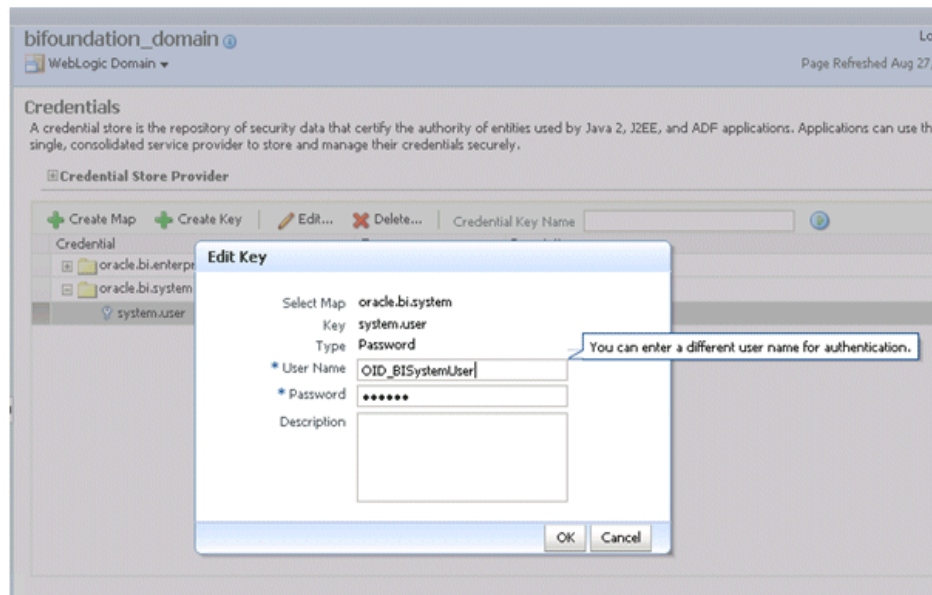 bifoundation_domain
Lo
WebLogic Domain
Page Refreshed Aug 27,
Credentials
A credential store is the repository of security data that certify the authority of entities used by Java 2, J2EE, and ADF applications. Applications can use th
single, consolidated service provider to store and manage their credentials securely.
Credential Store Provider
Create Map Create Key Edit... Delete... Credential Key Name
Credential
oracle.bi.enterpr
oracle.bi.system
system.user
Edit Key
Select Map oracle.bi.system
Key system.user
Type Password
You can enter a different user name for authentication.
* User Name OID_BISystemUser
* Password ••••••
Description
OK Cancel